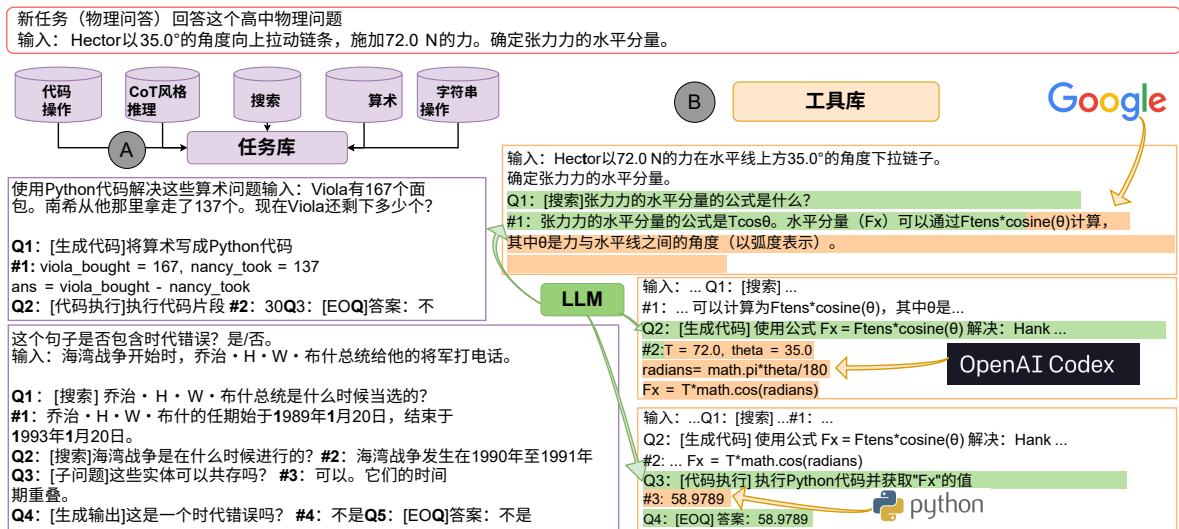 新任务（物理问答）回答这个高中物理问题
输入： Hector以35.0°的角度向上拉动链条，施加72.0 N的力。确定张力力的水平分量。
代码
操作
CoT风格
推理
搜索
算术
字符串
操作
A
任务库
B
工具库
Google
使用Python代码解决这些算术问题输入：Viola有167个面
包。南希从他那里拿走了137个。现在Viola还剩下多少个？
Q1：[生成代码]将算术写成Python代码
#1: viola_bought = 167, nancy_took = 137
ans = viola_bought - nancy_took
Q2：[代码执行]执行代码片段 #2：30Q3：[EOQ]答案：不
这个句子是否包含时代错误？是/否。
输入：海湾战争开始时，乔治・H・W・布什总统给他的将军打电话。
Q1：[搜索] 乔治・H・W・布什总统是什么时候当选的？
#1：乔治・H・W・布什的任期始于1989年1月20日，结束于
1993年1月20日。
Q2：[搜索]海湾战争是在什么时候进行的？#2：海湾战争发生在1990年至1991年
Q3：[子问题]这些实体可以共存吗？ #3：可以。它们的时间
期重叠。
Q4：[生成输出]这是一个时代错误吗？ #4：不是Q5：[EOQ]答案：不是
LLM
输入：Hector以72.0 N的力在水平线上方35.0°的角度下拉链子。
确定张力力的水平分量。
Q1：[搜索]张力力的水平分量的公式是什么？
#1：张力力的水平分量的公式是Tcosθ。水平分量（Fx）可以通过Ftens*cosine(θ)计算，
其中θ是力与水平线之间的角度（以弧度表示）。
输入：... Q1：[搜索] ...
#1：... 可以计算为Ftens*cosine(θ)，其中θ是...
Q2：[生成代码] 使用公式 Fx = Ftens*cosine(θ) 解决：Hank ...
#2:T = 72.0, theta = 35.0
radians= math.pi*theta/180
Fx = T*math.cos(radians)
OpenAI Codex
输入：...Q1：[搜索] ...#1：...
Q2：[生成代码] 使用公式 Fx = Ftens*cosine(θ) 解决：Hank ...
#2: ... Fx = T*math.cos(radians)
Q3：[代码执行] 执行Python代码并获取"Fx"的值
#3: 58.9789
Q4：[EOQ] 答案：58.9789
python